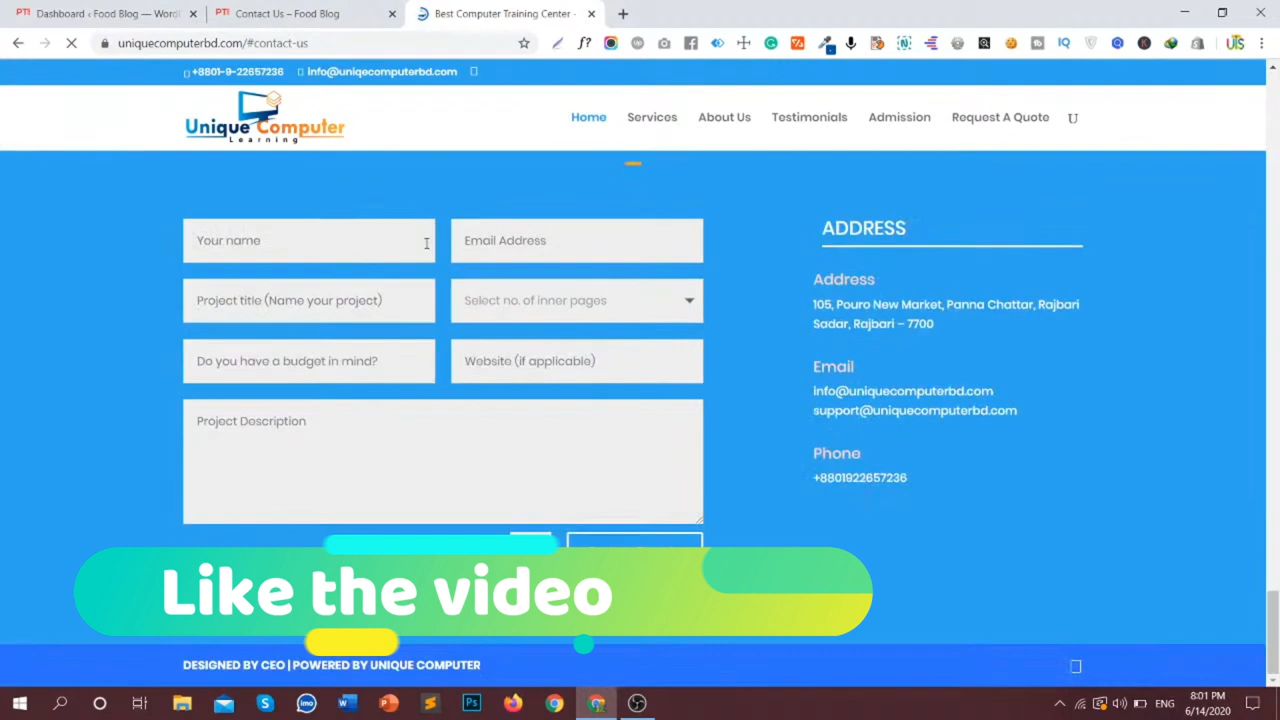 Dashboard ‹ Food Blog — Word
Contact Us – Food Blog
Best Computer Training Center -
uniquecomputerbd.com/#contact-us
+8801-9-22657236
info@uniqecomputerbd.com
Unique Computer
Learning
Home
Services
About Us
Testimonials
Admission
Request A Quote
Your name
Email Address
Project title (Name your project)
Select no. of inner pages
Do you have a budget in mind?
Website (if applicable)
Project Description
ADDRESS
Address
105, Pouro New Market, Panna Chattar, Rajbari
Sadar, Rajbari – 7700
Email
info@uniquecomputerbd.com
support@uniquecomputerbd.com
Phone
+8801922657236
Like the video
DESIGNED BY CEO | POWERED BY UNIQUE COMPUTER
ENG
8:01 PM
6/14/2020